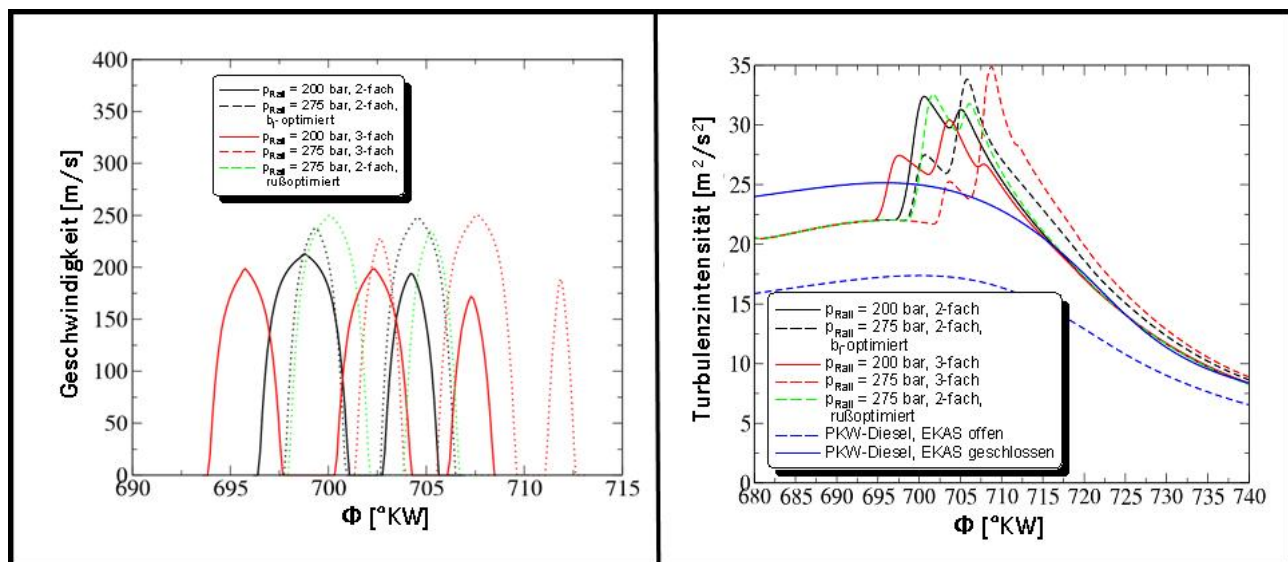 400
350
300
250
200
150
100
50
0
Geschwindigkeit [m/s]
pRail = 200 bar, 2-fach
pRail = 275 bar, 2-fach,
bi-optimiert
pRail = 200 bar, 3-fach
pRail = 275 bar, 3-fach
pRail = 275 bar, 2-fach,
rußoptimiert
690 695 700 705 710 715
Φ [°KW]
35
30
25
20
15
10
5
0
Turbulenzintensität [m²/s²]
pRail = 200 bar, 2-fach
pRail = 275 bar, 2-fach,
bi-optimiert
pRail = 200 bar, 3-fach
pRail = 275 bar, 3-fach
pRail = 275 bar, 2-fach,
rußoptimiert
PKW-Diesel, EKAS offen
PKW-Diesel, EKAS geschlossen
680 685 690 695 700 705 710 715 720 725 730 735 740
Φ [°KW]